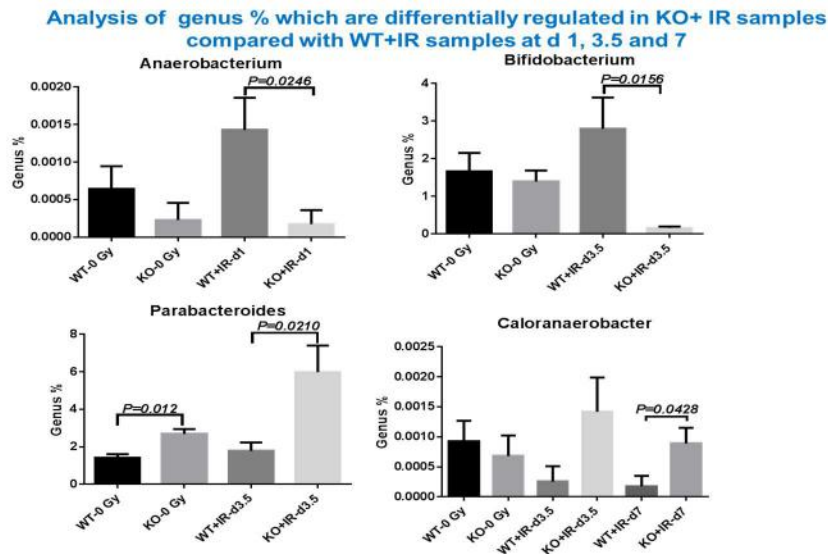 Analysis of genus % which are differentially regulated in KO+ IR samples
compared with WT+IR samples at d 1, 3.5 and 7
Anaerobacterium
P=0.0246
Genus %
0.0020
0.0015
0.0010
0.0005
0.0000
WT-0 Gy
KO-0 Gy
WT+IR-d1
KO+IR-d1
Bifidobacterium
P=0.0156
Genus %
4
3
2
1
0
WT-0 Gy
KO-0 Gy
WT+IR-d3.5
KO+IR-d3.5
Parabacteroides
P=0.0210
P=0.012
Genus %
8
6
4
2
0
WT-0 Gy
KO-0 Gy
WT+IR-d3.5
KO+IR-d3.5
Caloranaerobacter
P=0.0428
Genus %
0.0025
0.0020
0.0015
0.0010
0.0005
0.0000
WT-0 Gy
KO-0 Gy
WT+IR-d3.5
KO+IR-d3.5
WT+IR-d7
KO+IR-d7